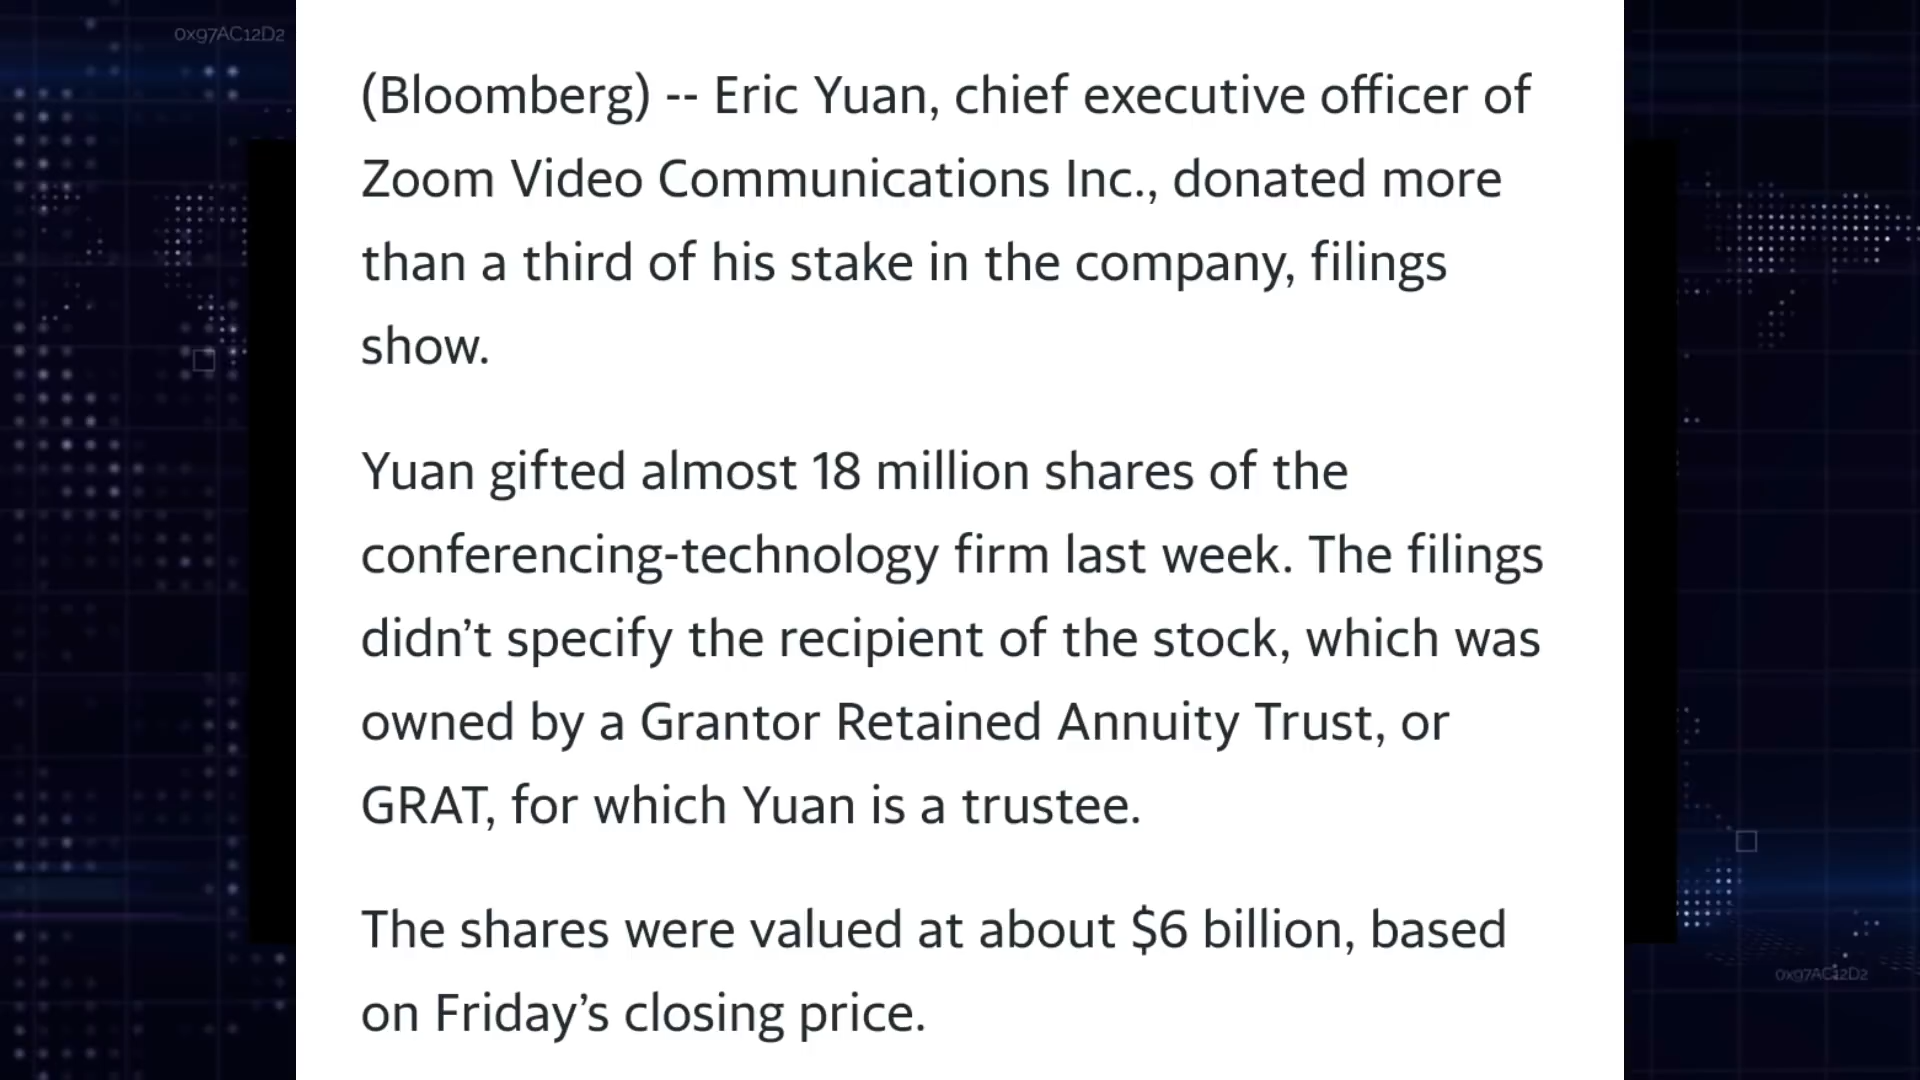 0x97AC12D2
(Bloomberg) -- Eric Yuan, chief executive officer of
Zoom Video Communications Inc., donated more
than a third of his stake in the company, filings
show.
Yuan gifted almost 18 million shares of the
conferencing-technology firm last week. The filings
didn’t specify the recipient of the stock, which was
owned by a Grantor Retained Annuity Trust, or
GRAT, for which Yuan is a trustee.
The shares were valued at about $6 billion, based
on Friday’s closing price.
0x97AC12D2